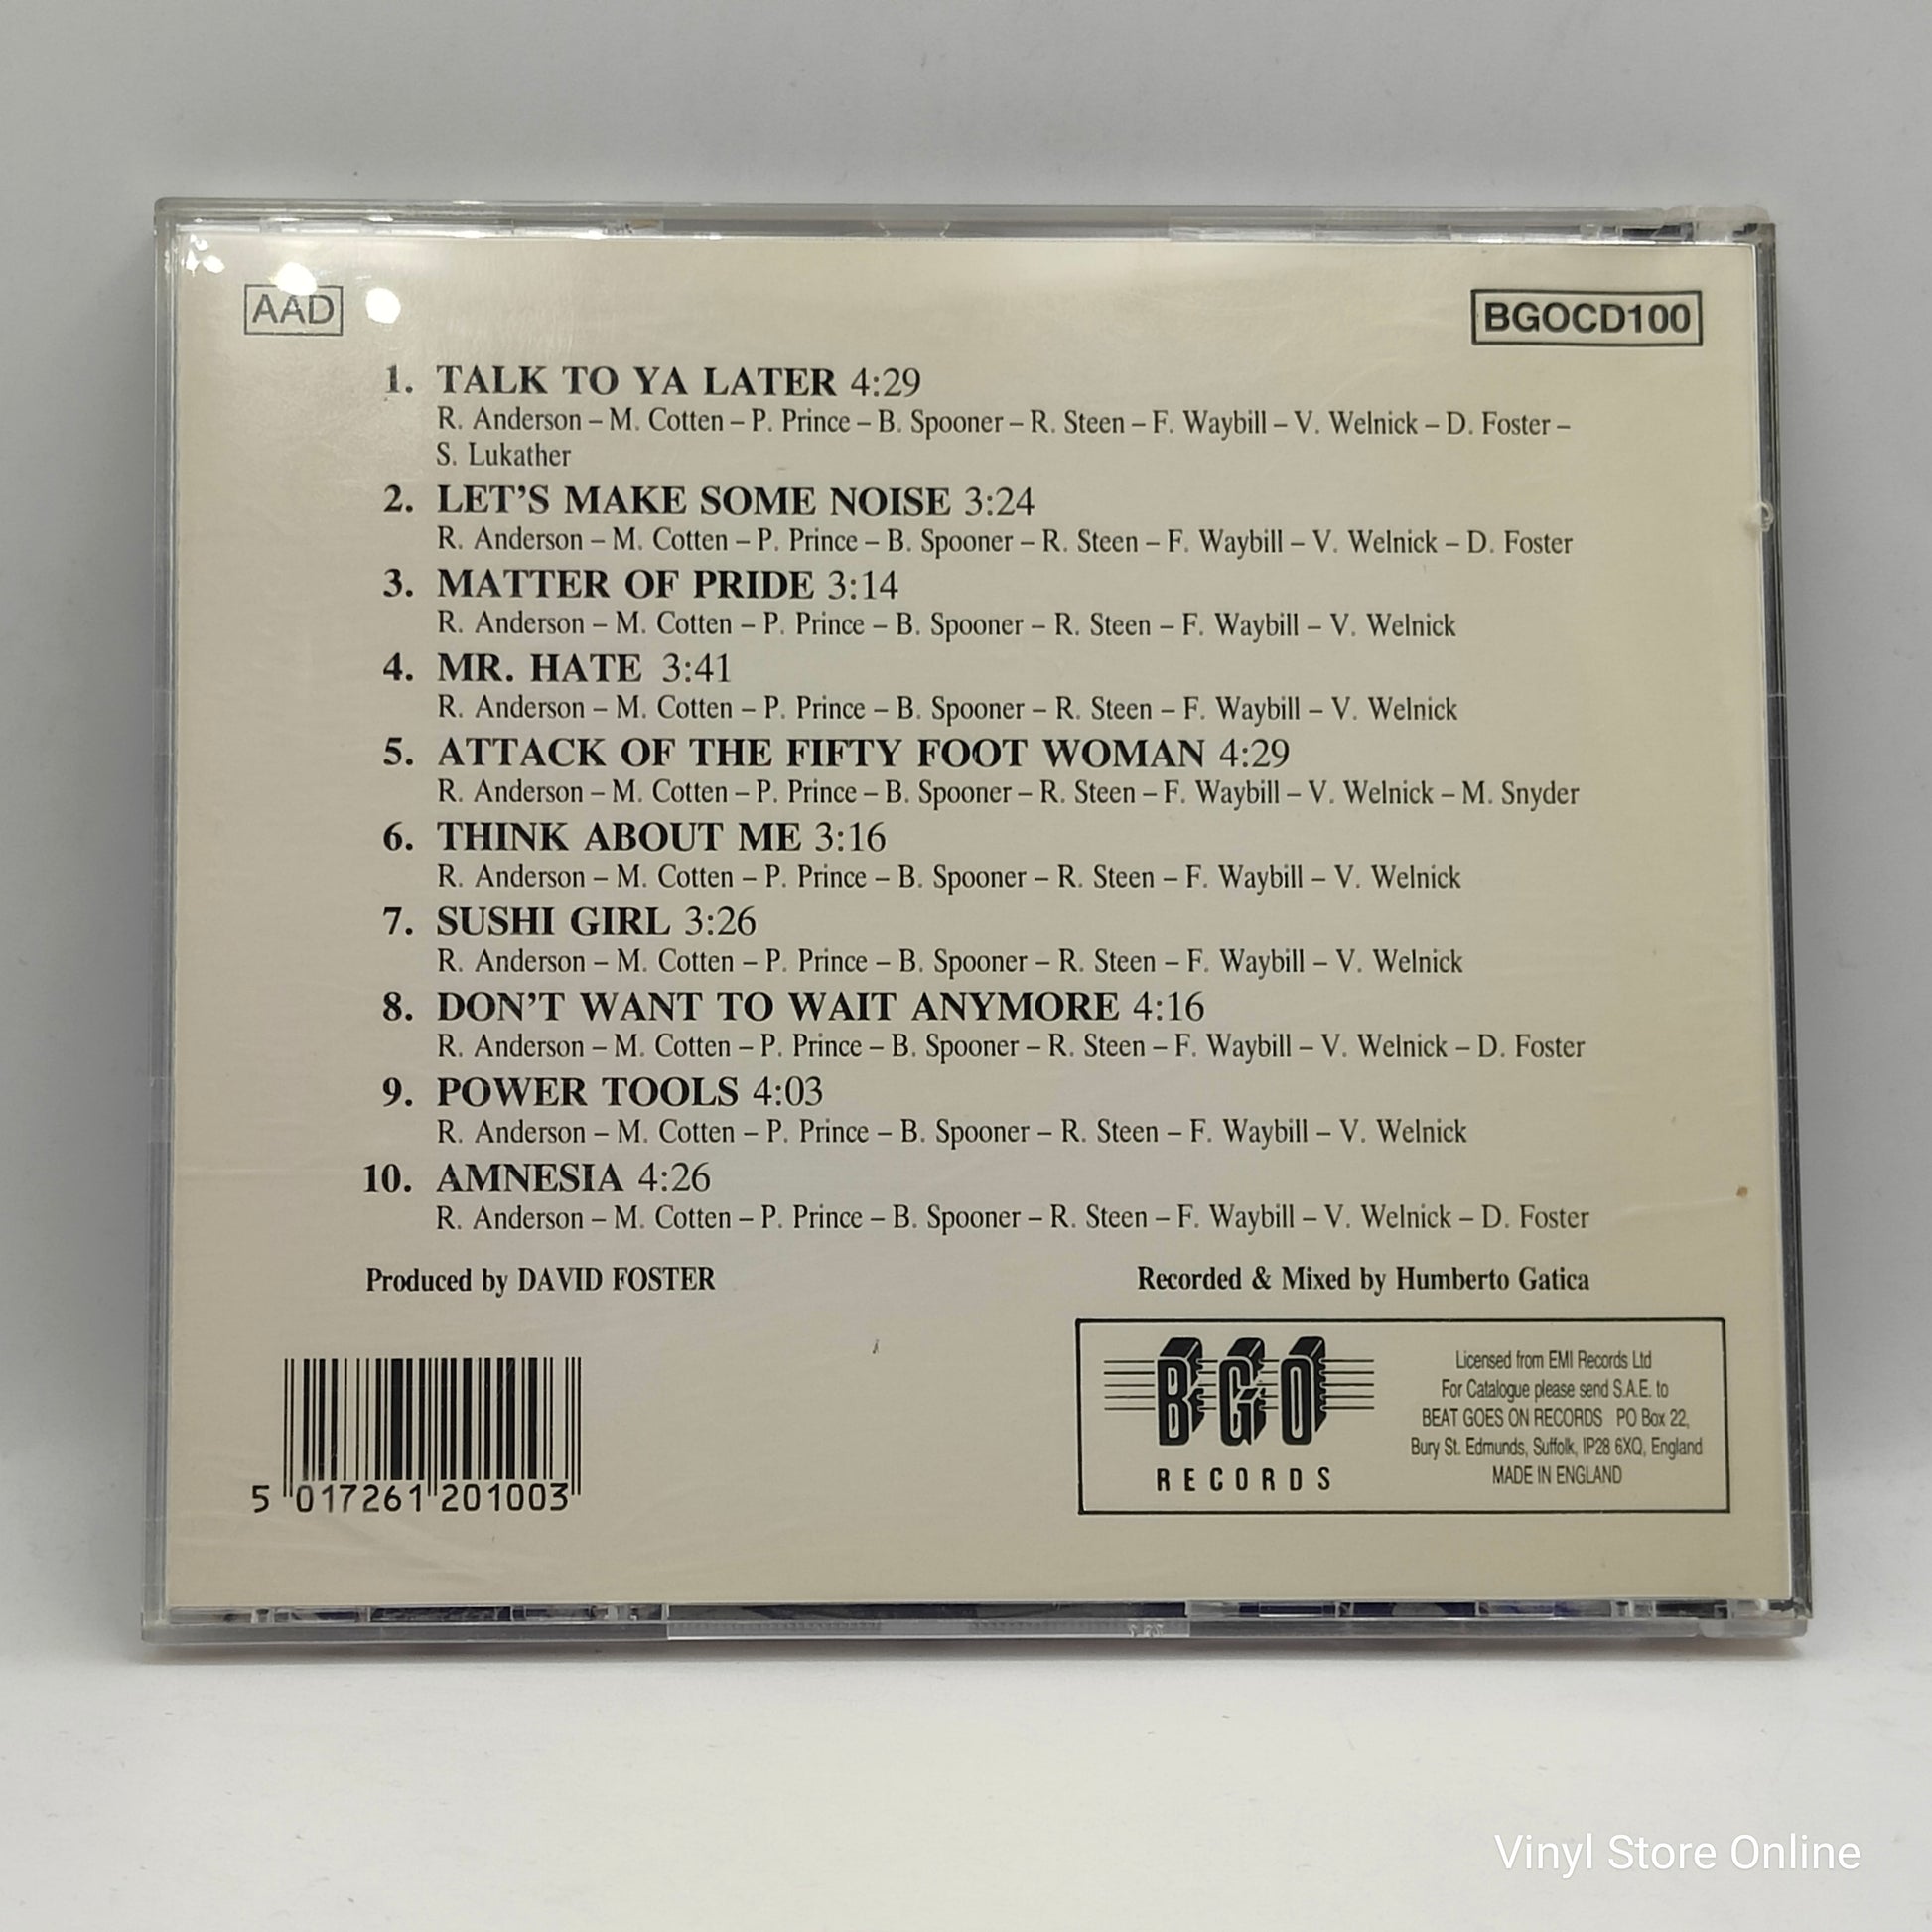 AAD
BGOCD100
1. TALK TO YA LATER 4:29
R. Anderson – M. Cotten – P. Prince – B. Spooner – R. Steen – F. Waybill – V. Welnick – D. Foster –
S. Lukather
2. LET'S MAKE SOME NOISE 3:24
R. Anderson – M. Cotten – P. Prince – B. Spooner – R. Steen – F. Waybill – V. Welnick – D. Foster
3. MATTER OF PRIDE 3:14
R. Anderson – M. Cotten – P. Prince – B. Spooner – R. Steen – F. Waybill – V. Welnick
4. MR. HATE 3:41
R. Anderson – M. Cotten – P. Prince – B. Spooner – R. Steen – F. Waybill – V. Welnick
5. ATTACK OF THE FIFTY FOOT WOMAN 4:29
R. Anderson – M. Cotten – P. Prince – B. Spooner – R. Steen – F. Waybill – V. Welnick – M. Snyder
6. THINK ABOUT ME 3:16
R. Anderson – M. Cotten – P. Prince – B. Spooner – R. Steen – F. Waybill – V. Welnick
7. SUSHI GIRL 3:26
R. Anderson – M. Cotten – P. Prince – B. Spooner – R. Steen – F. Waybill – V. Welnick
8. DON'T WANT TO WAIT ANYMORE 4:16
R. Anderson – M. Cotten – P. Prince – B. Spooner – R. Steen – F. Waybill – V. Welnick – D. Foster
9. POWER TOOLS 4:03
R. Anderson – M. Cotten – P. Prince – B. Spooner – R. Steen – F. Waybill – V. Welnick
10. AMNESIA 4:26
R. Anderson – M. Cotten – P. Prince – B. Spooner – R. Steen – F. Waybill – V. Welnick – D. Foster
Produced by DAVID FOSTER
Recorded & Mixed by Humberto Gatica
5 017261 201003
BGO
RECORDS
Licensed from EMI Records Ltd
For Catalogue please send S.A.E. to
BEAT GOES ON RECORDS PO Box 22,
Bury St. Edmunds, Suffolk, IP28 6XQ, England
MADE IN ENGLAND
Vinyl Store Online